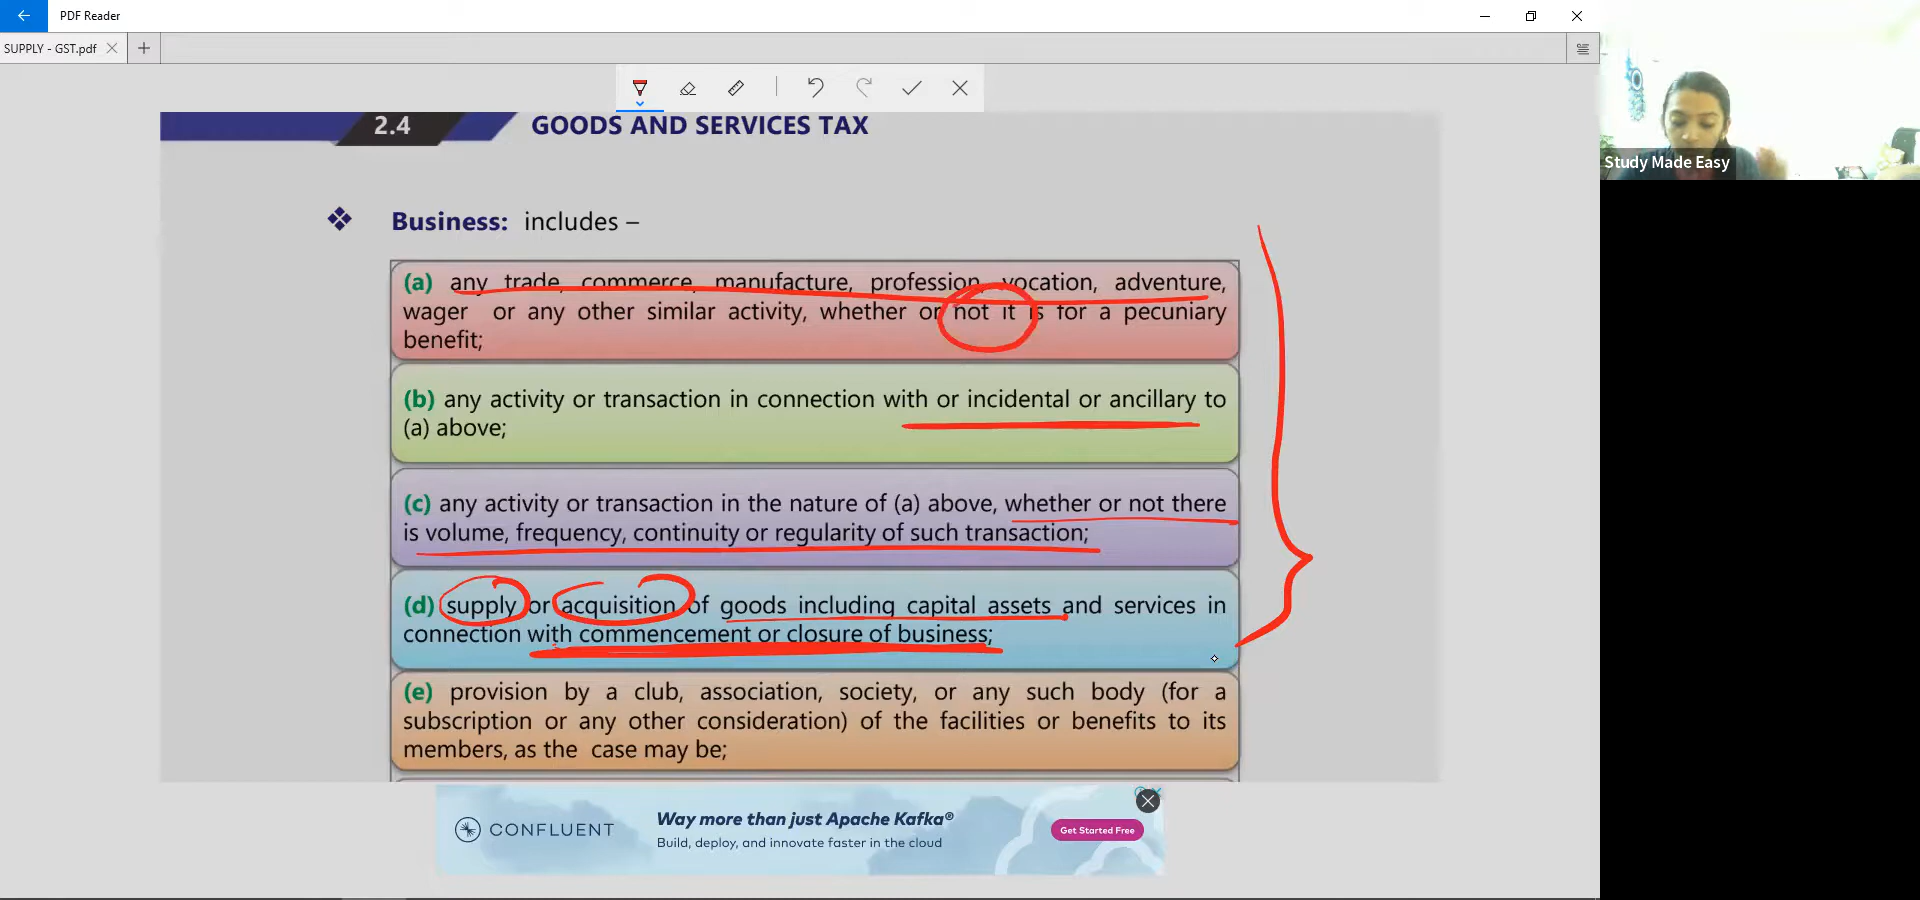 PDF Reader
SUPPLY - GST.pdf
2.4 GOODS AND SERVICES TAX
Study Made Easy
Business: includes –
(a) any trade, commerce, manufacture, profession, vocation, adventure,
wager or any other similar activity, whether or not it is for a pecuniary
benefit;
(b) any activity or transaction in connection with or incidental or ancillary to
(a) above;
(c) any activity or transaction in the nature of (a) above, whether or not there
is volume, frequency, continuity or regularity of such transaction;
(d) supply or acquisition of goods including capital assets and services in
connection with commencement or closure of business;
(e) provision by a club, association, society, or any such body (for a
subscription or any other consideration) of the facilities or benefits to its
members, as the case may be;
CONFLUENT
Way more than just Apache Kafka®
Build, deploy, and innovate faster in the cloud
Get Started Free